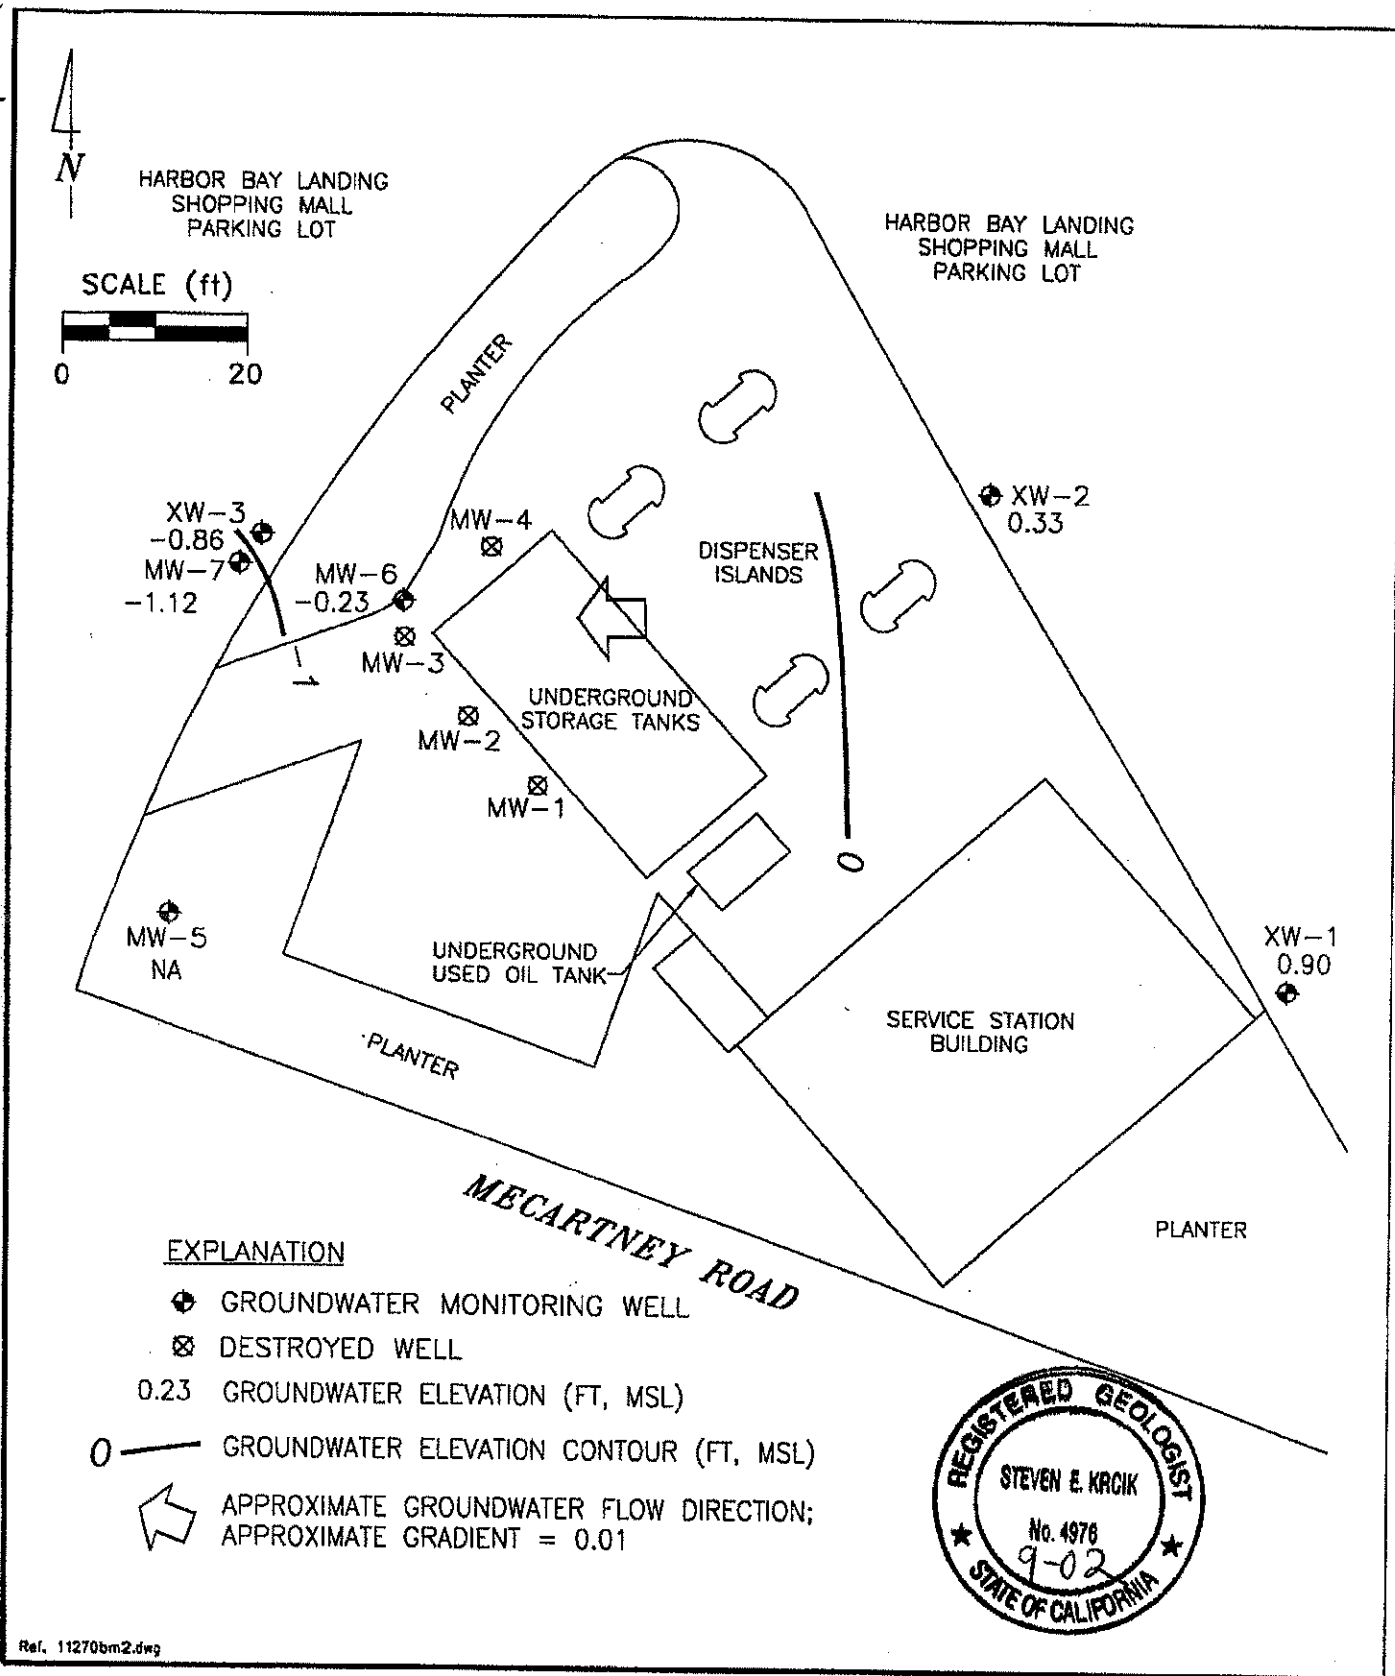 N
HARBOR BAY LANDING
SHOPPING MALL
PARKING LOT
HARBOR BAY LANDING
SHOPPING MALL
PARKING LOT
SCALE (ft)
0 20
PLANTER
XW-3
-0.86
MW-7
-1.12
MW-4
MW-6
-0.23
MW-3
-1
MW-2
MW-1
DISPENSER
ISLANDS
XW-2
0.33
UNDERGROUND
STORAGE TANKS
0
MW-5
NA
UNDERGROUND
USED OIL TANK
XW-1
0.90
SERVICE STATION
BUILDING
PLANTER
MECARTNEY ROAD
PLANTER
EXPLANATION
GROUNDWATER MONITORING WELL
DESTROYED WELL
0.23 GROUNDWATER ELEVATION (FT, MSL)
0 GROUNDWATER ELEVATION CONTOUR (FT, MSL)
APPROXIMATE GROUNDWATER FLOW DIRECTION;
APPROXIMATE GRADIENT = 0.01
REGISTERED GEOLOGIST
STEVEN E. KRCIK
No. 4976
9-02
STATE OF CALIFORNIA
Ref. 11270bm2.dwg